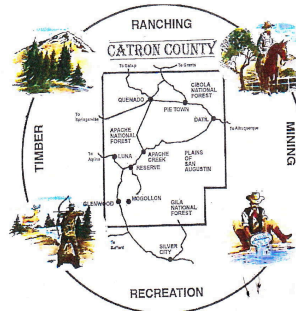 RANCHING
CATRON COUNTY
To Gallup
To Grants
CIBOLA
NATIONAL
FOREST
QUEMADO
PIE TOWN
To
Springerville
DATIL
To Albuquerque
APACHE
NATIONAL
FOREST
TIMBER
MINING
To
Alpine
LUNA
APACHE
CREEK
PLAINS
OF
SAN
AUGUSTIN
RESERVE
GLENWOOD
MOGOLLON
GILA
NATIONAL
FOREST
To
Safford
SILVER
CITY
RECREATION